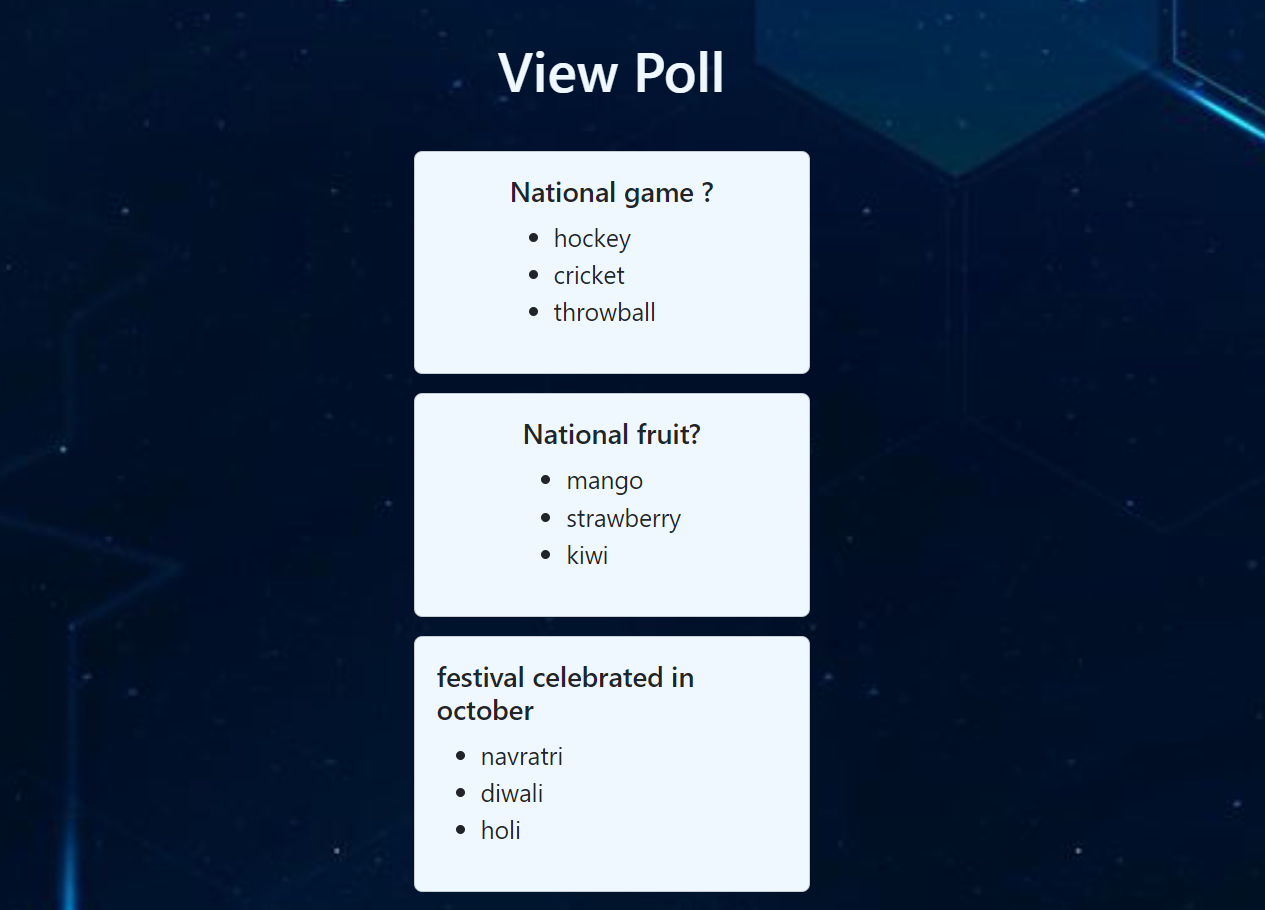 View Poll
National game ?
hockey
cricket
throwball
National fruit?
mango
strawberry
kiwi
festival celebrated in
october
navratri
diwali
holi